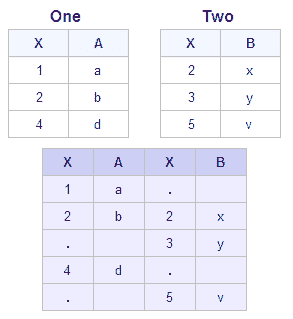 One Two
X A X B
1 a 2 x
2 b 3 y
4 d 5 v
X A X B
1 a .
2 b 2 x
. 3 y
4 d .
. 5 v